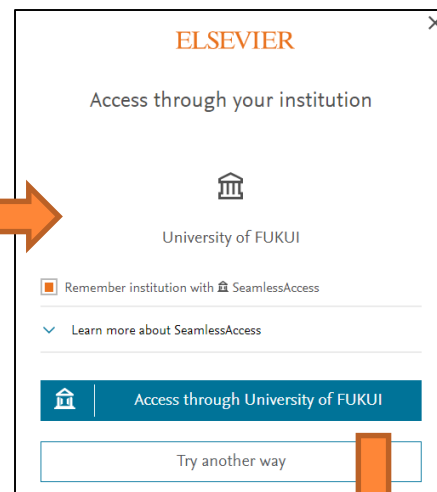 ELSEVIER
Access through your institution
University of FUKUI
Remember institution with SeamlessAccess
Learn more about SeamlessAccess
Access through University of FUKUI
Try another way